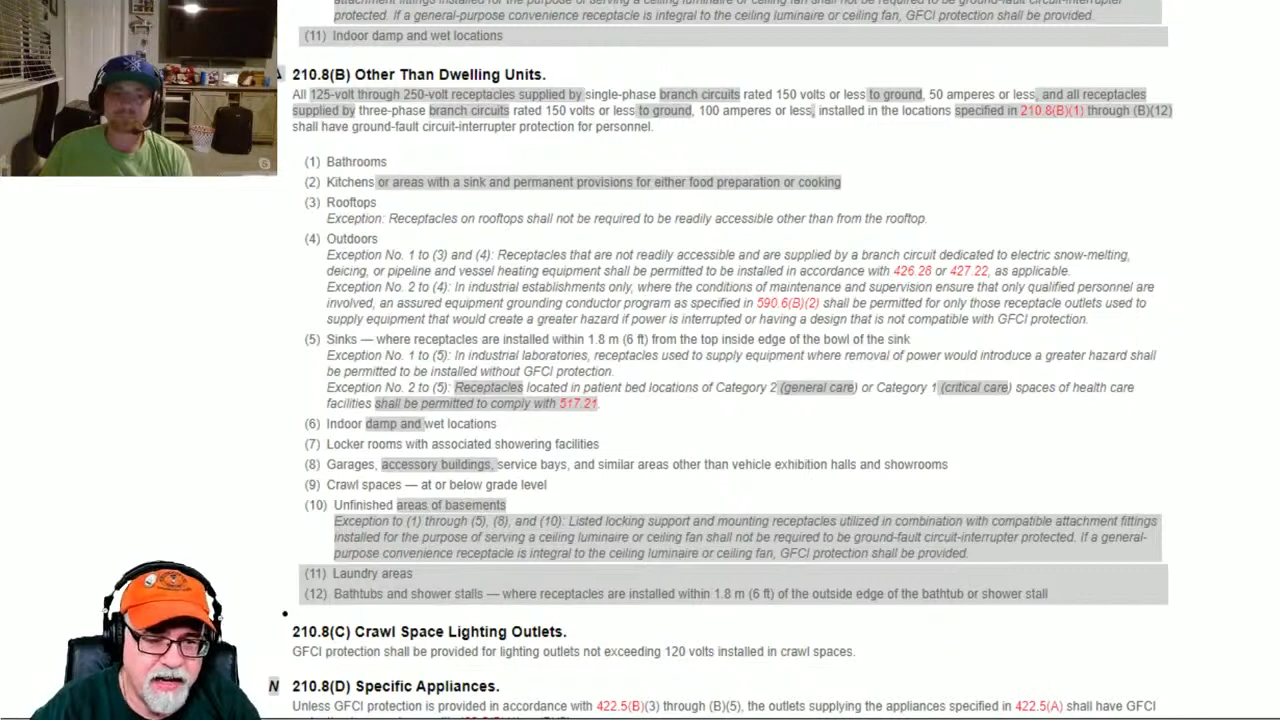 attachment fittings installed for the purpose of serving a ceiling luminaire or ceiling fan shall not be required to be ground-fault circuit-interrupter
protected. If a general-purpose convenience receptacle is integral to the ceiling luminaire or ceiling fan, GFCI protection shall be provided.
(11) Indoor damp and wet locations
210.8(B) Other Than Dwelling Units.
All 125-volt through 250-volt receptacles supplied by single-phase branch circuits rated 150 volts or less to ground, 50 amperes or less, and all receptacles
supplied by three-phase branch circuits rated 150 volts or less to ground, 100 amperes or less, installed in the locations specified in 210.8(B)(1) through (B)(12)
shall have ground-fault circuit-interrupter protection for personnel.
(1) Bathrooms
(2) Kitchens or areas with a sink and permanent provisions for either food preparation or cooking
(3) Rooftops
Exception: Receptacles on rooftops shall not be required to be readily accessible other than from the rooftop.
(4) Outdoors
Exception No. 1 to (3) and (4): Receptacles that are not readily accessible and are supplied by a branch circuit dedicated to electric snow-melting,
deicing, or pipeline and vessel heating equipment shall be permitted to be installed in accordance with 426.28 or 427.22, as applicable.
Exception No. 2 to (4): In industrial establishments only, where the conditions of maintenance and supervision ensure that only qualified personnel are
involved, an assured equipment grounding conductor program as specified in 590.6(B)(2) shall be permitted for only those receptacle outlets used to
supply equipment that would create a greater hazard if power is interrupted or having a design that is not compatible with GFCI protection.
(5) Sinks — where receptacles are installed within 1.8 m (6 ft) from the top inside edge of the bowl of the sink
Exception No. 1 to (5): In industrial laboratories, receptacles used to supply equipment where removal of power would introduce a greater hazard shall
be permitted to be installed without GFCI protection.
Exception No. 2 to (5): Receptacles located in patient bed locations of Category 2 (general care) or Category 1 (critical care) spaces of health care
facilities shall be permitted to comply with 517.21.
(6) Indoor damp and wet locations
(7) Locker rooms with associated showering facilities
(8) Garages, accessory buildings, service bays, and similar areas other than vehicle exhibition halls and showrooms
(9) Crawl spaces — at or below grade level
(10) Unfinished areas of basements
Exception to (1) through (5), (8), and (10): Listed locking support and mounting receptacles utilized in combination with compatible attachment fittings
installed for the purpose of serving a ceiling luminaire or ceiling fan shall not be required to be ground-fault circuit-interrupter protected. If a general-
purpose convenience receptacle is integral to the ceiling luminaire or ceiling fan, GFCI protection shall be provided.
(11) Laundry areas
(12) Bathtubs and shower stalls — where receptacles are installed within 1.8 m (6 ft) of the outside edge of the bathtub or shower stall
210.8(C) Crawl Space Lighting Outlets.
GFCI protection shall be provided for lighting outlets not exceeding 120 volts installed in crawl spaces.
N 210.8(D) Specific Appliances.
Unless GFCI protection is provided in accordance with 422.5(B)(3) through (B)(5), the outlets supplying the appliances specified in 422.5(A) shall have GFCI